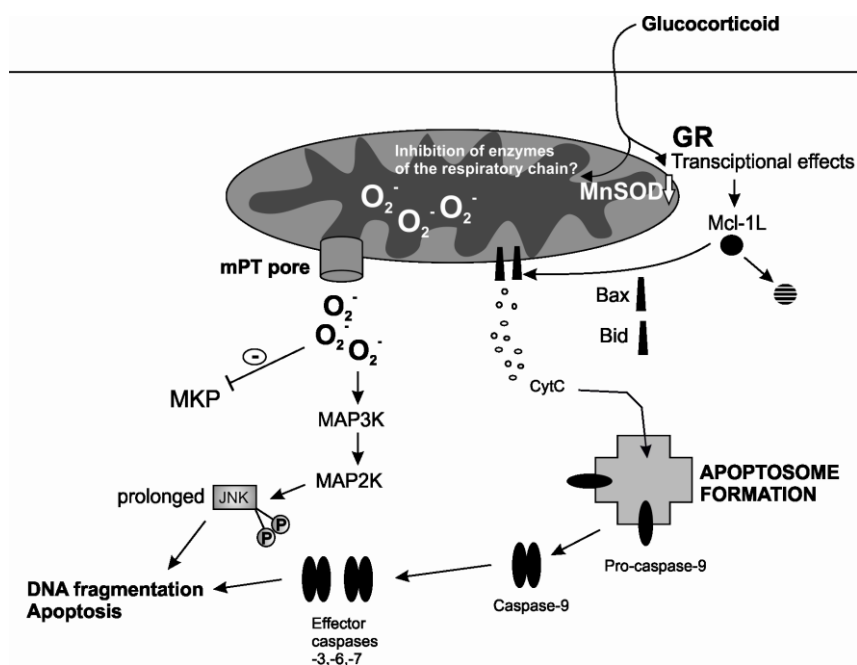 Glucocorticoid
GR
Transciptional effects
Inhibition of enzymes
of the respiratory chain?
MnSOD
O2-
O2-
O2-
Mcl-1L
mPT pore
Bax
Bid
O2-
O2-
O2-
-
MKP
CytC
MAP3K
MAP2K
APOPTOSOME
FORMATION
prolonged
JNK
P
P
Pro-caspase-9
DNA fragmentation
Apoptosis
Caspase-9
Effector
caspases
-3,-6,-7